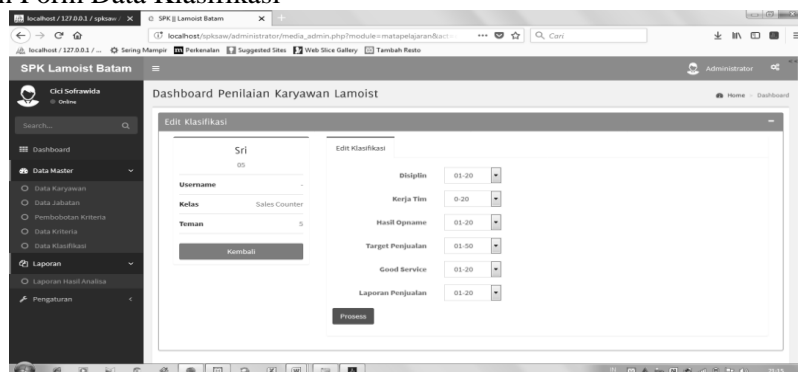 Form Data Klasifikasi
localhost / 127.0.0.1 / spksaw /
SPK || Lamoist Batam
localhost/spksaw/administrator/media_admin.php?module=matapelajaran&act=
Cari
localhost / 127.0.0.1 / ...
Sering
Mampir
Perkenalan
Suggested Sites
Web Slice Gallery
Tambah Resto
SPK Lamoist Batam
Administrator
Cici Sofrawida
Online
Dashboard Penilaian Karyawan Lamoist
Home
Dashboard
Search...
Dashboard
Data Master
Data Karyawan
Data Jabatan
Pembobotan Kriteria
Data Kriteria
Data Klasifikasi
Laporan
Laporan Hasil Analisa
Pengaturan
Edit Klasifikasi
Sri
05
Username -
Kelas Sales Counter
Teman 5
Kembali
Edit Klasifikasi
Disiplin 01-20
Kerja Tim 0-20
Hasil Opname 01-20
Target Penjualan 01-50
Good Service 01-20
Laporan Penjualan 01-20
Prosess
21:15